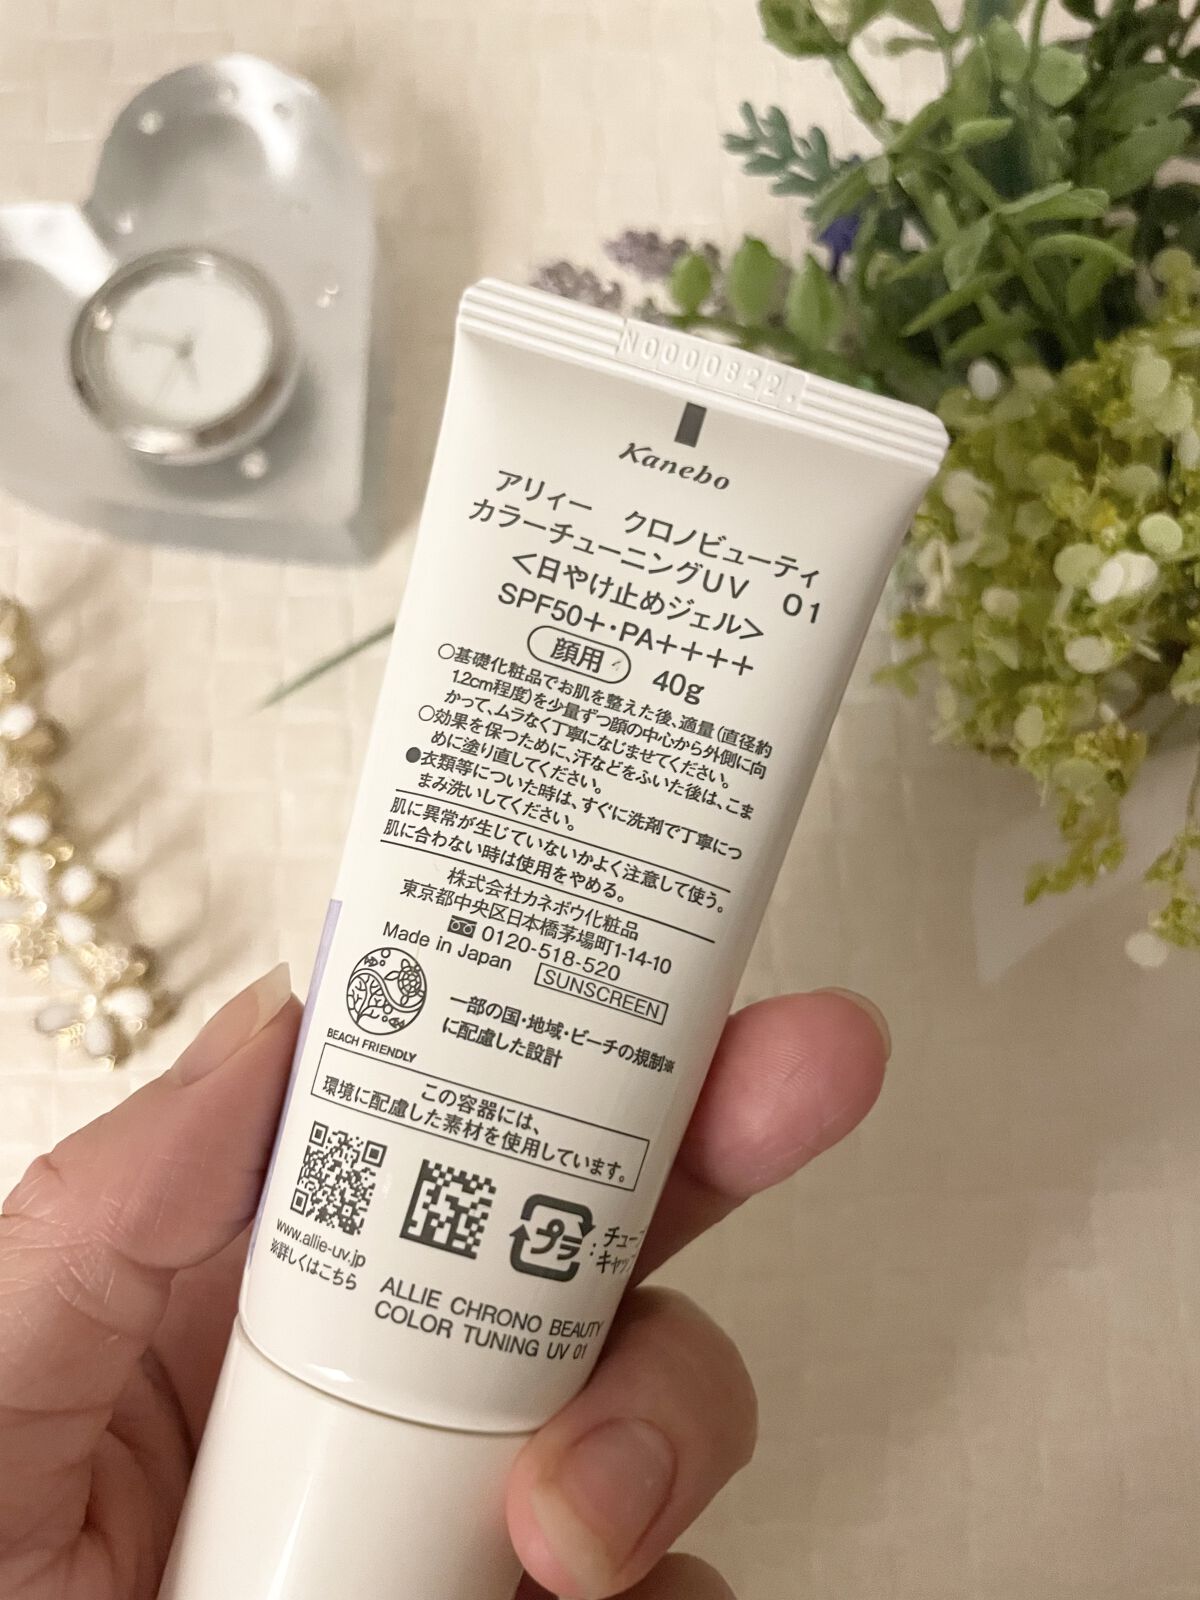 N0000822.
Kanebo
アリィー クロノビューティ
カラーチューニングUV 01
<日やけ止めジェル>
SPF50+・PA++++
顔用 40g
○基礎化粧品でお肌を整えた後、適量(直径約
1.2cm程度)を少量ずつ顔の中心から外側に向
かって、ムラなく丁寧になじませてください。
○効果を保つために、汗などをふいた後は、こま
めに塗り直してください。
●衣類等についた時は、すぐに洗剤で丁寧につ
まみ洗いしてください。
肌に異常が生じていないかよく注意して使う。
肌に合わない時は使用をやめる。
株式会社カネボウ化粧品
東京都中央区日本橋茅場町1-14-10
0120-518-520
Made in Japan
SUNSCREEN
BEACH FRIENDLY
一部の国・地域・ビーチの規制※
に配慮した設計
この容器には、
環境に配慮した素材を使用しています。
www.allie-uv.jp
※詳しくはこちら
プラ
:チューブ
キャップ
ALLIE CHRONO BEAUTY
COLOR TUNING UV 01